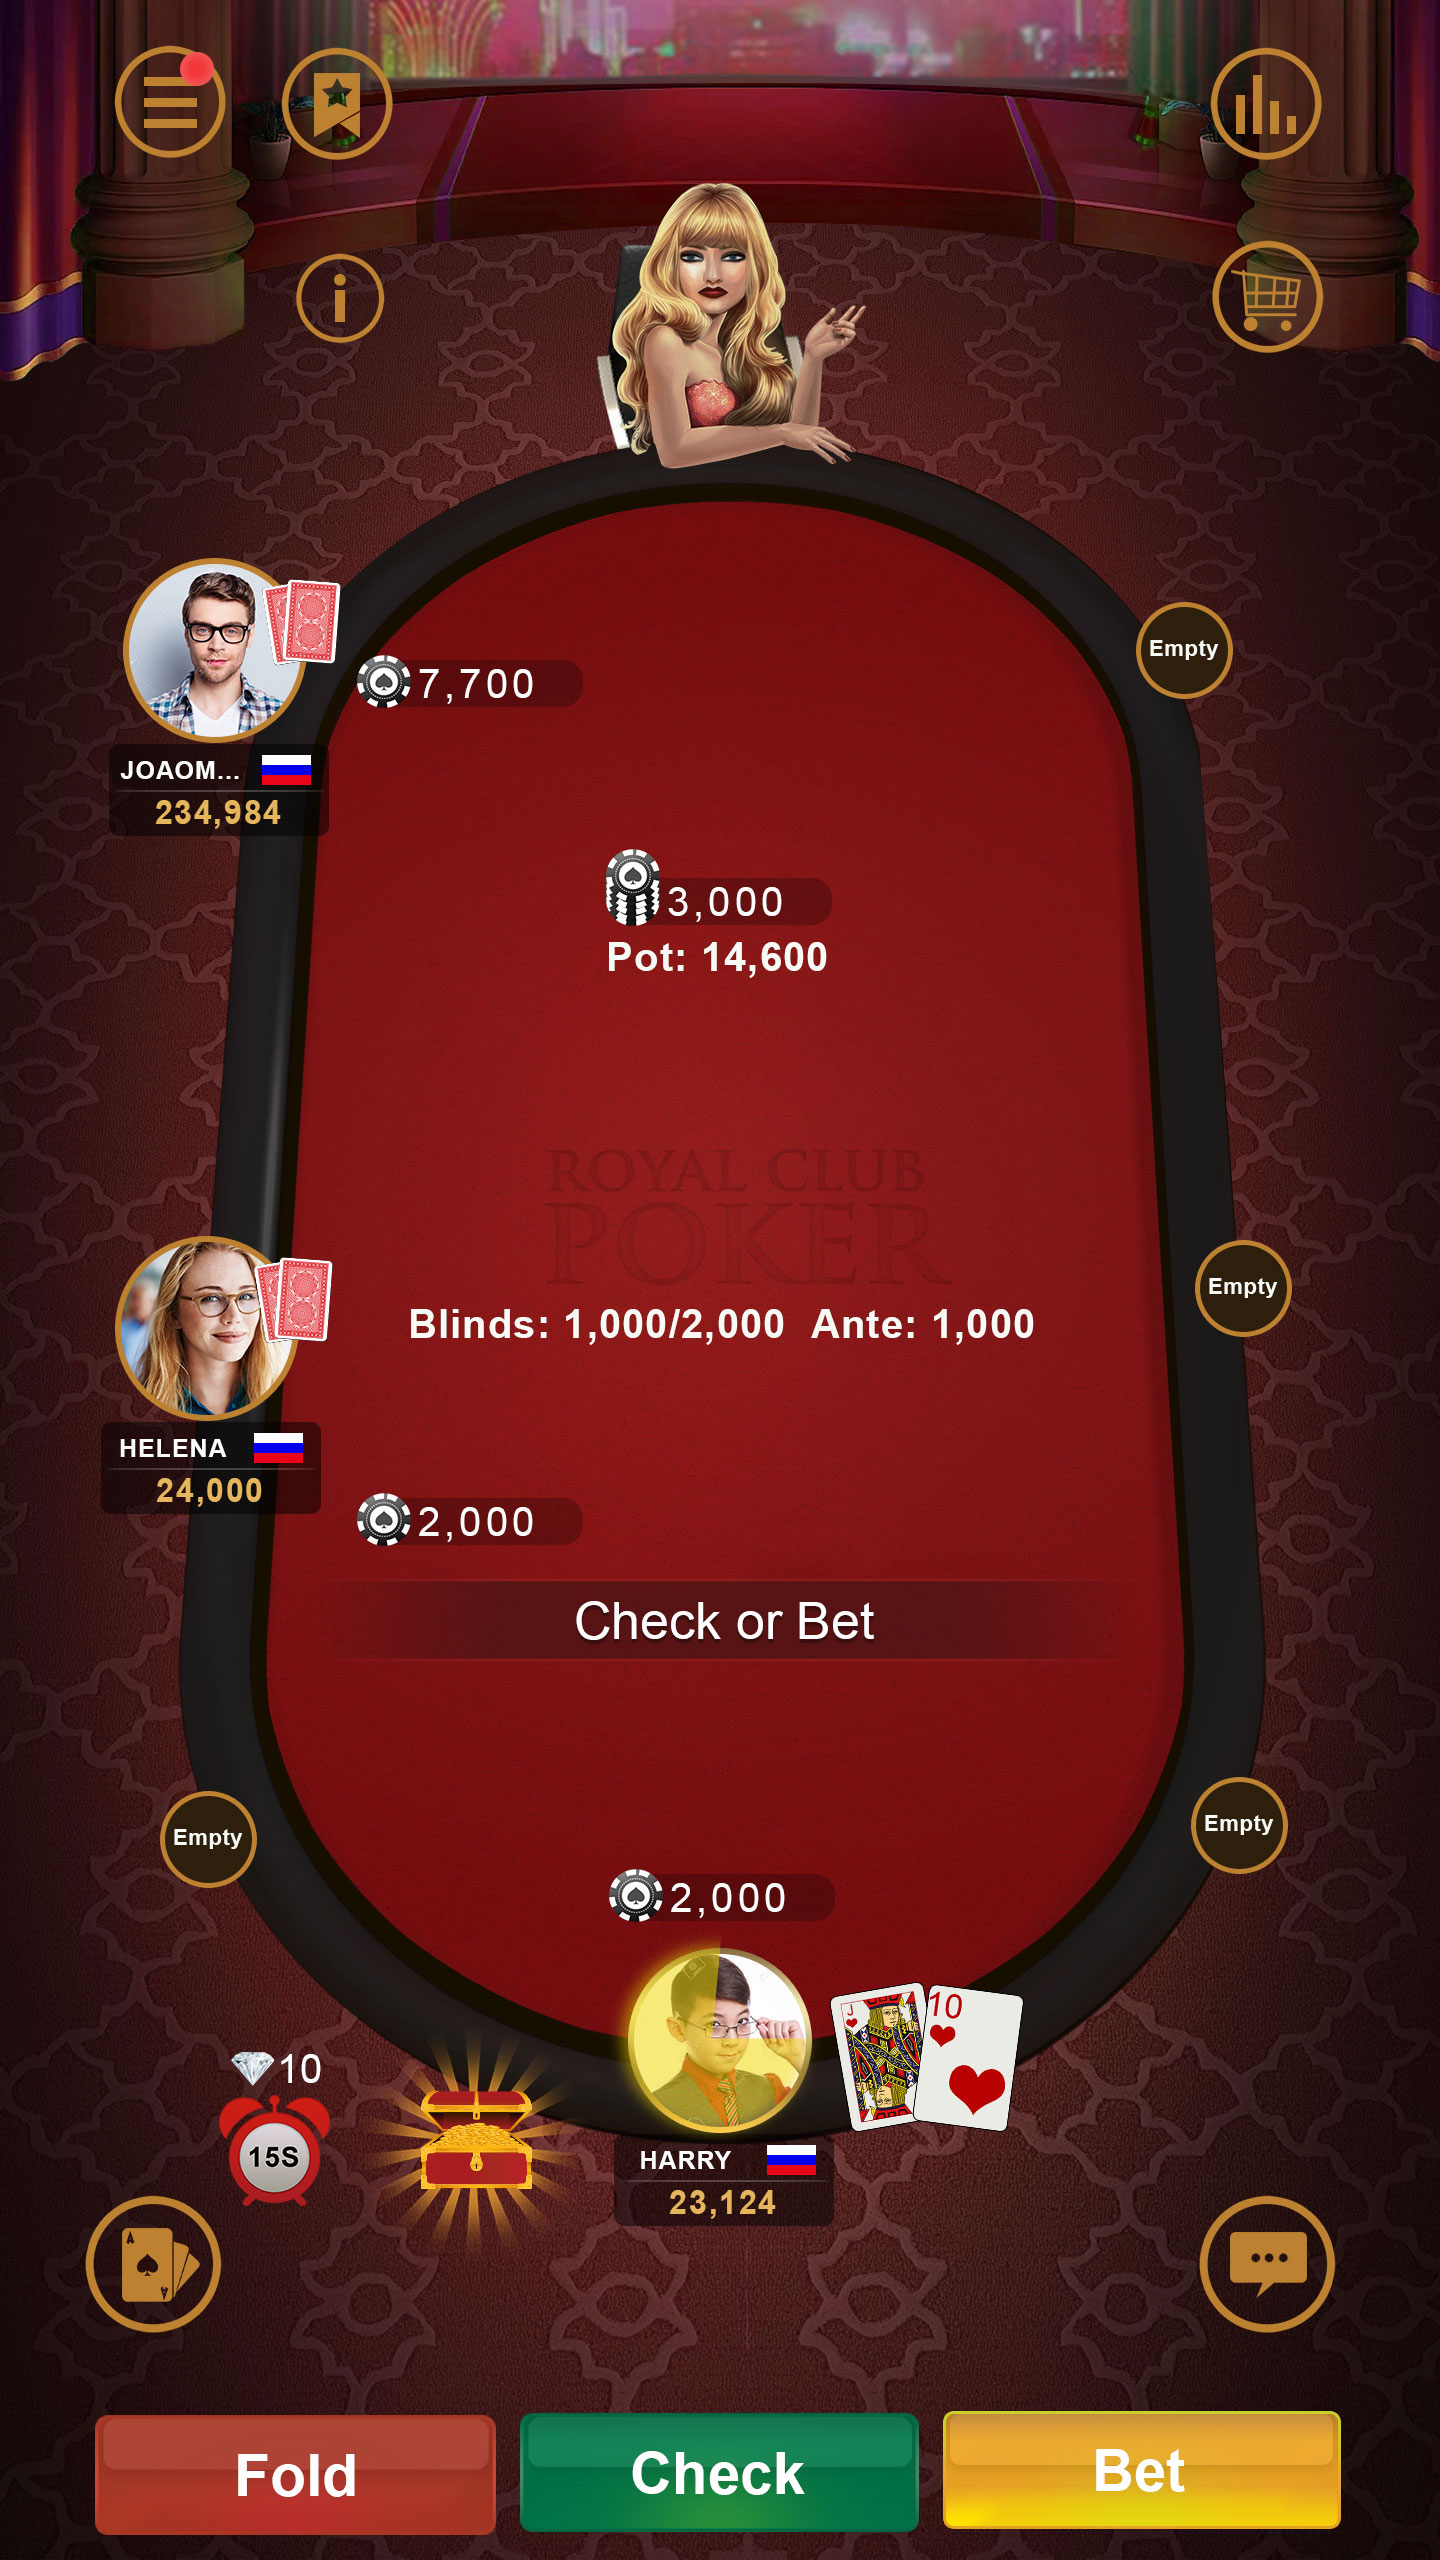 7,700
Empty
JOAOM...
234,984
3,000
Pot: 14,600
ROYAL CLUB
POKER
Empty
Blinds: 1,000/2,000 Ante: 1,000
HELENA
24,000
2,000
Check or Bet
Empty
Empty
2,000
J
10
10
15S
HARRY
23,124
A
A
Fold
Check
Bet